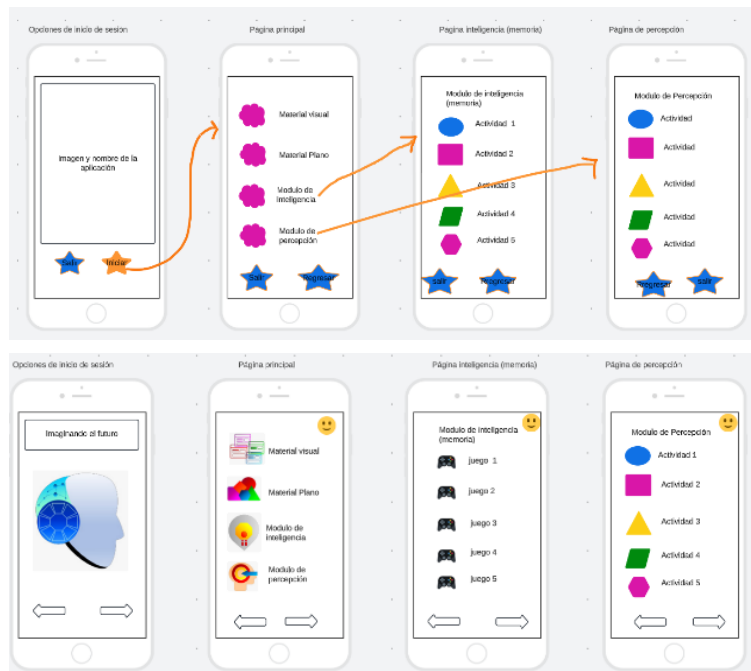 Opciones de inicio de sesión
Imagen y nombre de la
aplicación
Salir
Iniciar
Pagina principal
Material visual
Material Plano
Modulo de
Inteligencia
Modulo de
percepción
Salir
Regresar
Pagina inteligencia (memoria)
Modulo de inteligencia
(memoria)
Actividad 1
Actividad 2
Actividad 3
Actividad 4
Actividad 5
salir
Regresar
Página de percepción
Modulo de Percepción
Actividad
Actividad
Actividad
Actividad
Actividad
Regresar
salir
Opciones de inicio de sesión
Imaginando el futuro
Página principal
Material visual
Material Plano
Modulo de
inteligencia
Modulo de
percepción
Página inteligencia (memoria)
Modulo de inteligencia
(memoria)
juego 1
juego 2
juego 3
juego 4
juego 5
Página de percepción
Modulo de Percepción
Actividad 1
Actividad 2
Actividad 3
Actividad 4
Actividad 5